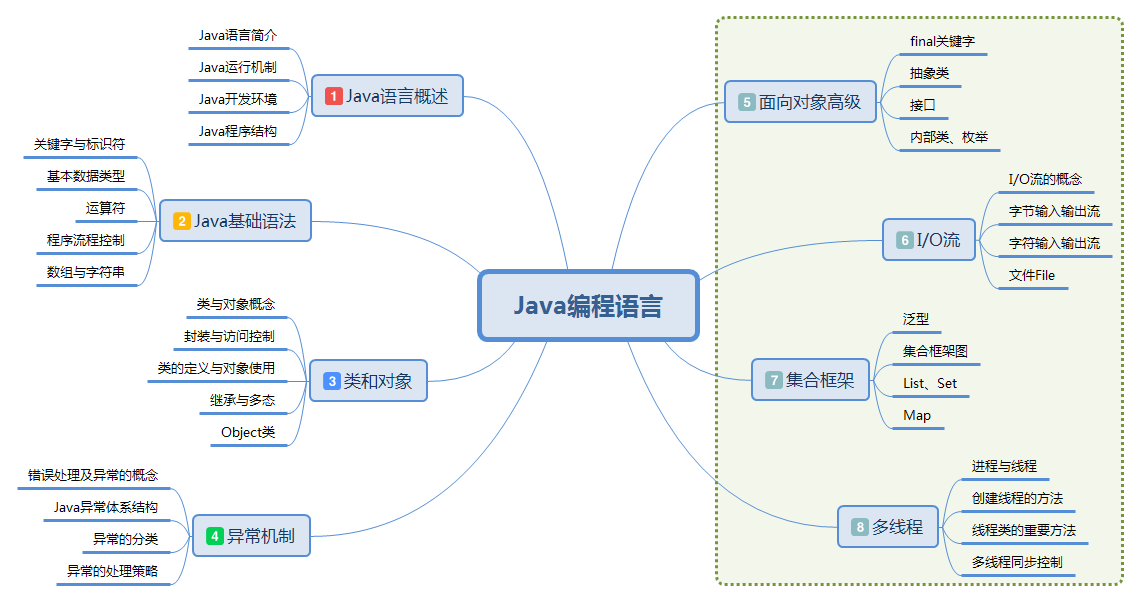 Java编程语言
1 Java语言概述
Java语言简介
Java运行机制
Java开发环境
Java程序结构
2 Java基础语法
关键字与标识符
基本数据类型
运算符
程序流程控制
数组与字符串
3 类和对象
类与对象概念
封装与访问控制
类的定义与对象使用
继承与多态
Object类
4 异常机制
错误处理及异常的概念
Java异常体系结构
异常的分类
异常的处理策略
5 面向对象高级
final关键字
抽象类
接口
内部类、枚举
6 I/O流
I/O流的概念
字节输入输出流
字符输入输出流
文件File
7 集合框架
泛型
集合框架图
List、Set
Map
8 多线程
进程与线程
创建线程的方法
线程类的重要方法
多线程同步控制